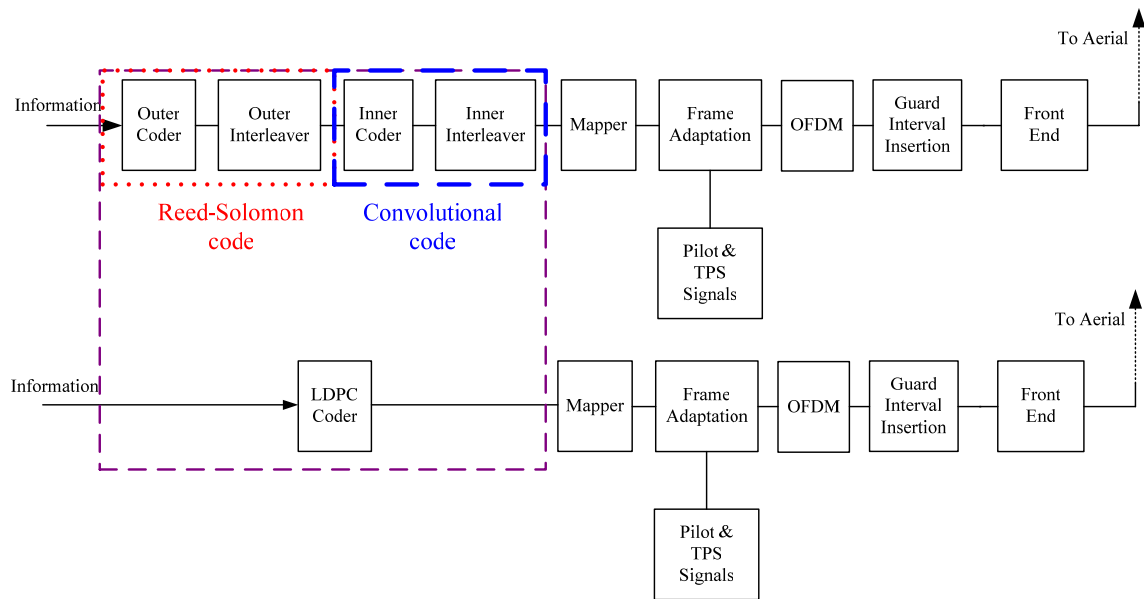 To Aerial
Information
Outer
Coder
Outer
Interleaver
Inner
Coder
Inner
Interleaver
Mapper
Frame
Adaptation
OFDM
Guard
Interval
Insertion
Front
End
Reed-Solomon
code
Convolutional
code
Pilot &
TPS
Signals
To Aerial
Information
LDPC
Coder
Mapper
Frame
Adaptation
OFDM
Guard
Interval
Insertion
Front
End
Pilot &
TPS
Signals